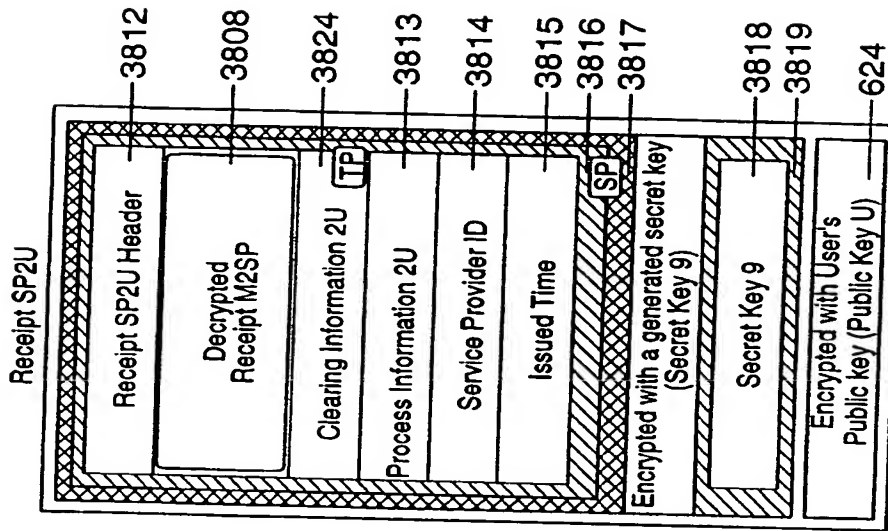 Receipt SP2U
Receipt SP2U Header
3812
Decrypted
Receipt M2SP
3808
Clearing Information 2U
3824
TP
Process Information 2U
3813
Service Provider ID
3814
Issued Time
3815
3816
SP
3817
Encrypted with a generated secret key
(Secret Key 9)
Secret Key 9
3818
3819
Encrypted with User's
Public key (Public Key U)
624